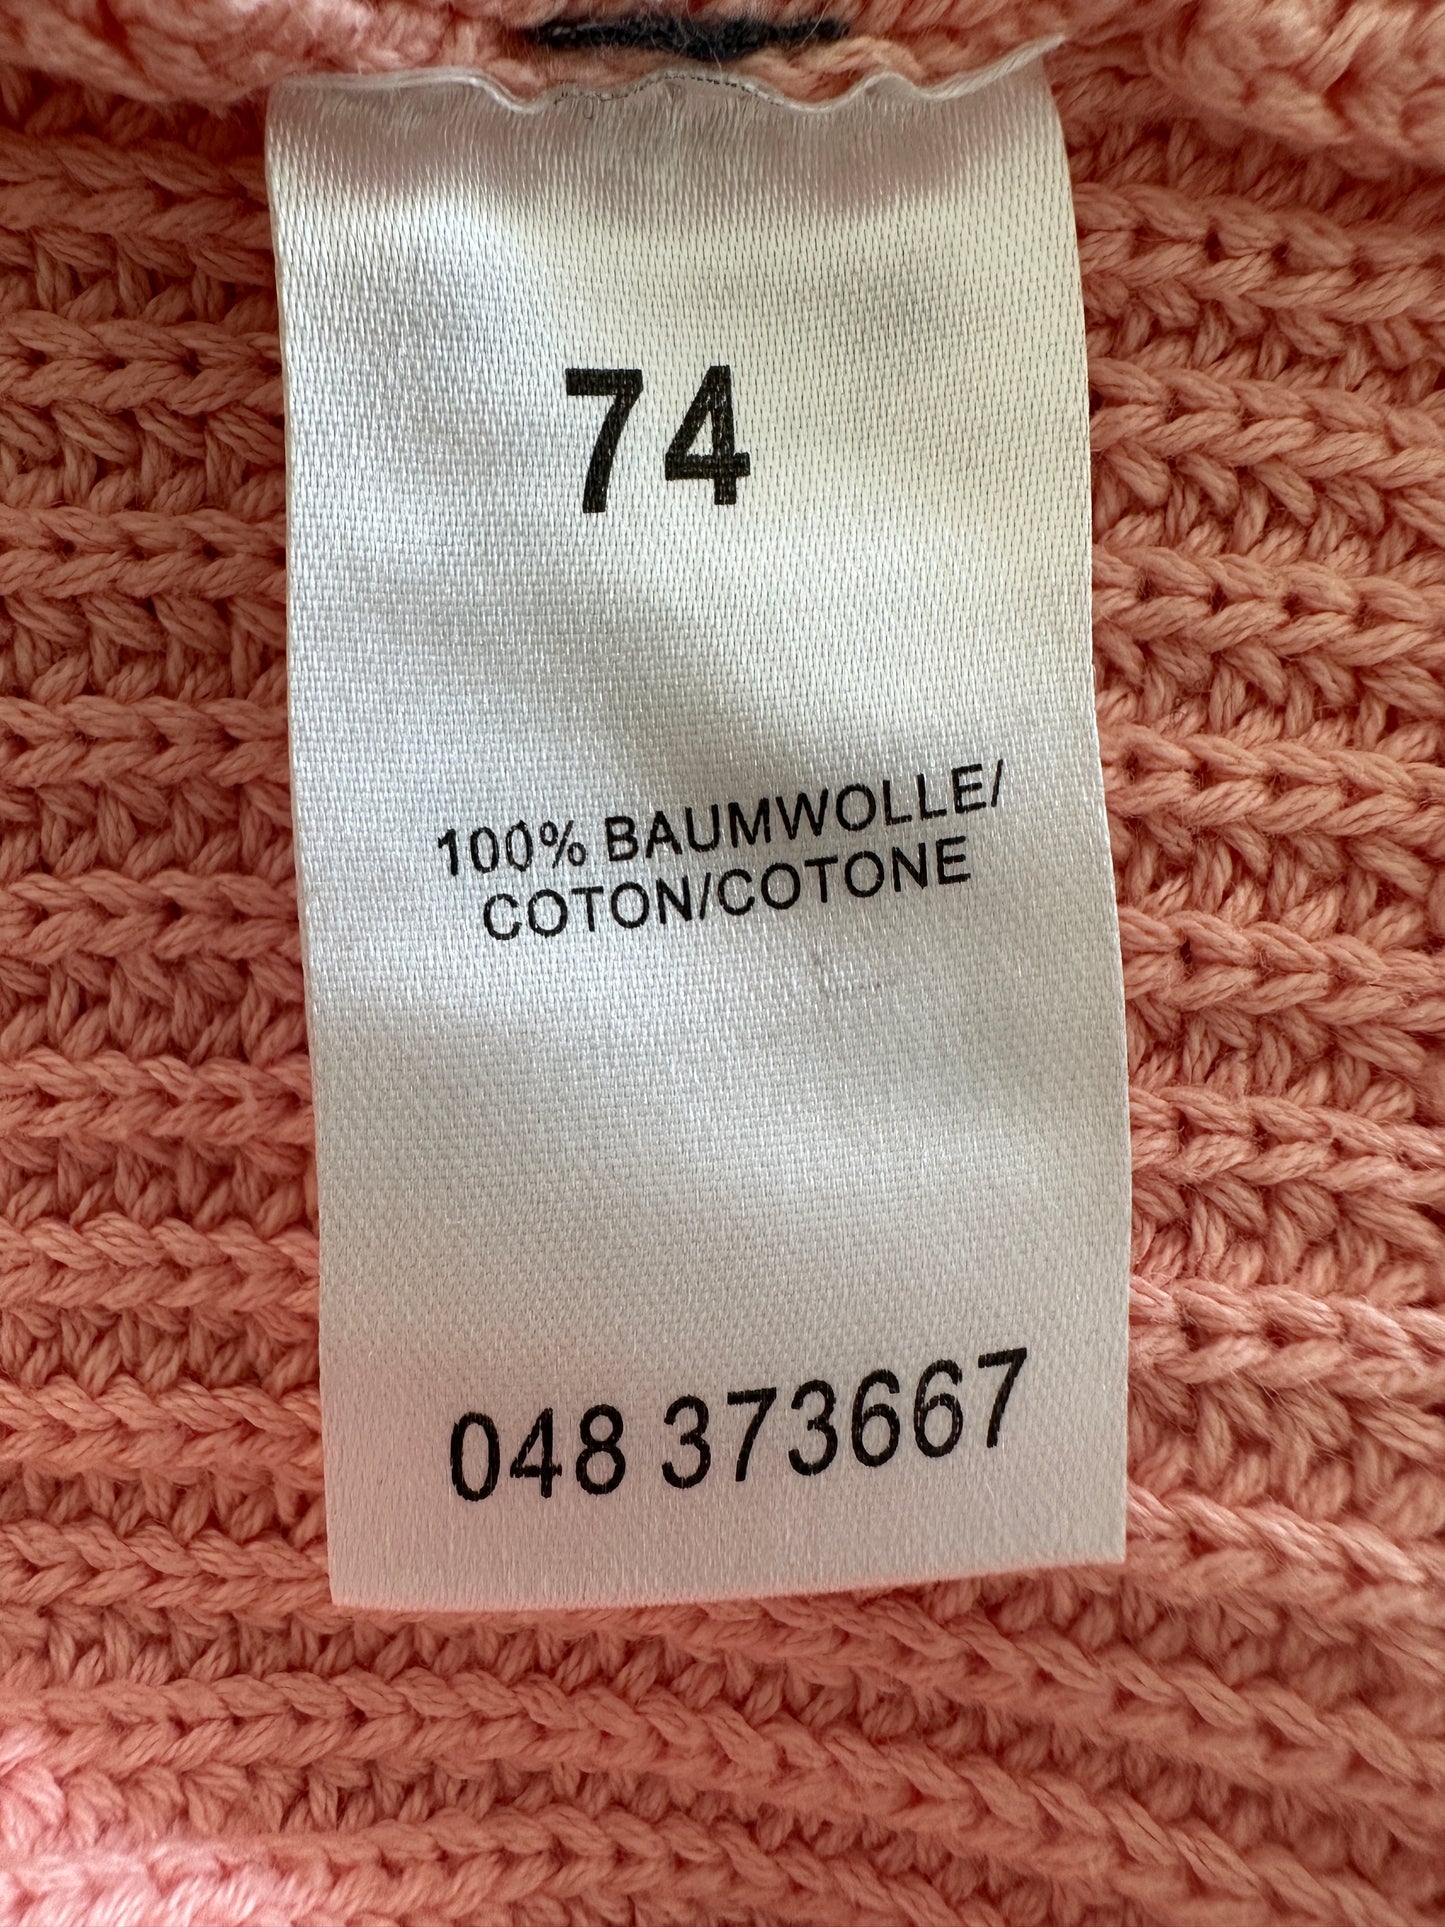 74
100% BAUMWOLLE/
COTON/COTONE
048 373667